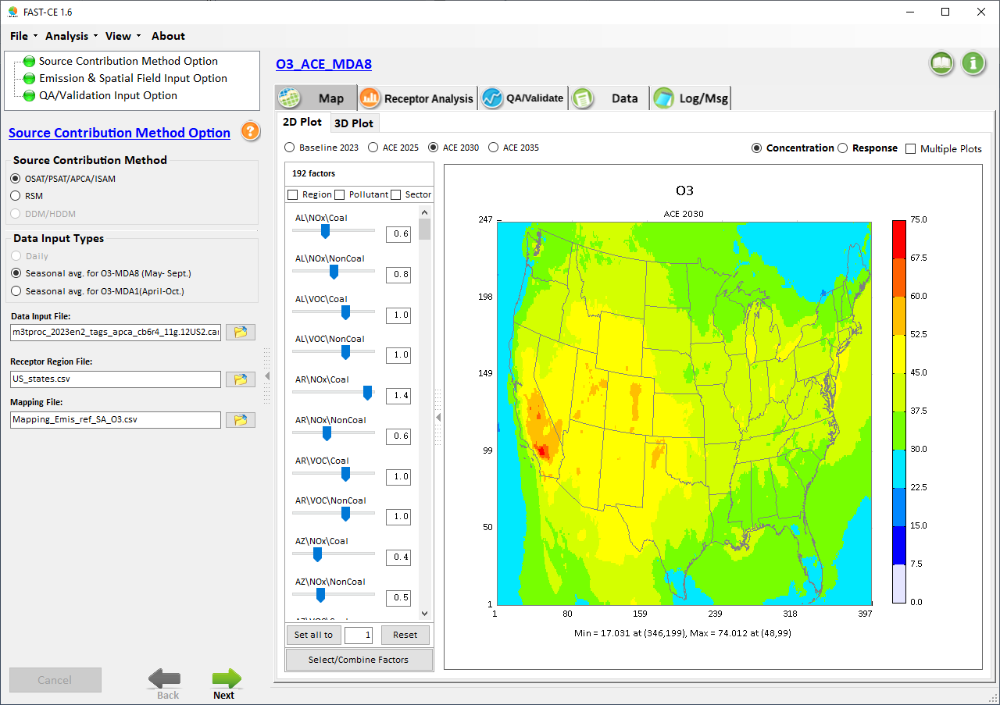 FAST-CE 1.6
File Analysis View About
Source Contribution Method Option
Emission & Spatial Field Input Option
QA/Validation Input Option
Source Contribution Method Option
Source Contribution Method
OSAT/PSAT/APCA/ISAM
RSM
DDM/HDDM
Data Input Types
Daily
Seasonal avg. for O3-MDA8 (May- Sept.)
Seasonal avg. for O3-MDA1(April-Oct.)
Data Input File:
m3tproc_2023en2_tags_apca_cb6r4_11g.12US2.ca
Receptor Region File:
US_states.csv
Mapping File:
Mapping_Emis_ref_SA_O3.csv
Cancel
Back
Next
O3_ACE_MDA8
Map Receptor Analysis QA/Validate Data Log/Msg
2D Plot 3D Plot
Baseline 2023 ACE 2025 ACE 2030 ACE 2035
Concentration Response Multiple Plots
192 factors
Region Pollutant Sector
AL\NOx\Coal
0.6
AL\NOx\NonCoal
0.8
AL\VOC\Coal
1.0
AL\VOC\NonCoal
1.0
AR\NOx\Coal
1.4
AR\NOx\NonCoal
0.6
AR\VOC\Coal
1.0
AR\VOC\NonCoal
1.0
AZ\NOx\Coal
0.4
AZ\NOx\NonCoal
0.5
Set all to 1 Reset
Select/Combine Factors
O3
ACE 2030
247
198
149
99
50
1
1 80 159 239 318 397
75.0
67.5
60.0
52.5
45.0
37.5
30.0
22.5
15.0
7.5
0.0
Min = 17.031 at (346,199), Max = 74.012 at (48,99)